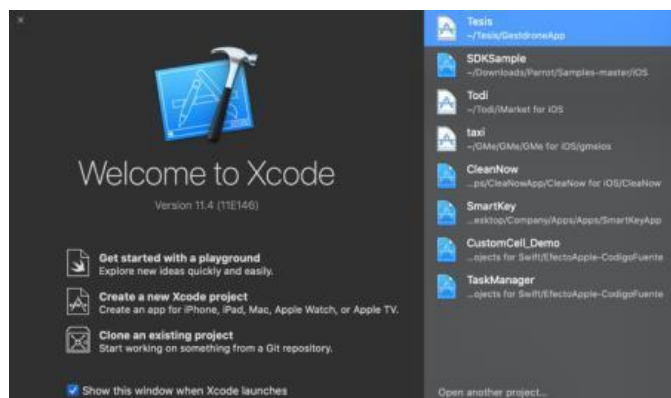 Welcome to Xcode
Version 11.4 (11E146)
Get started with a playground
Explore new ideas quickly and easily.
Create a new Xcode project
Create an app for iPhone, iPad, Mac, Apple Watch, or Apple TV.
Clone an existing project
Start working on something from a Git repository.
Show this window when Xcode launches
Tesis
~/Tesis/GestdroneApp
SDKSample
~/Downloads/Parrot/Samples-master/iOS
Todi
~/Todi/iMarket for iOS
taxi
~/GMe/GMe/GMe for iOS/gmeios
CleanNow
...ps/CleaNowApp/CleaNow for iOS/CleaNow
SmartKey
...esktop/Company/Apps/Apps/SmartKeyApp
CustomCell_Demo
...ojects for Swift/EfectoApple-CodigoFuente
TaskManager
...ojects for Swift/EfectoApple-CodigoFuente
Open another project...